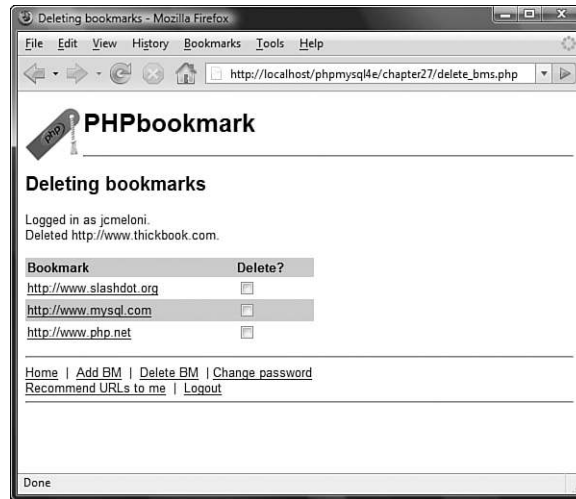 Deleting bookmarks - Mozilla Firefox
File Edit View History Bookmarks Tools Help
http://localhost/phpmysql4e/chapter27/delete_bms.php
php
PHPbookmark
Deleting bookmarks
Logged in as jcmeloni.
Deleted http://www.thickbook.com.
Bookmark Delete?
http://www.slashdot.org
http://www.mysql.com
http://www.php.net
Home | Add BM | Delete BM | Change password
Recommend URLs to me | Logout
Done